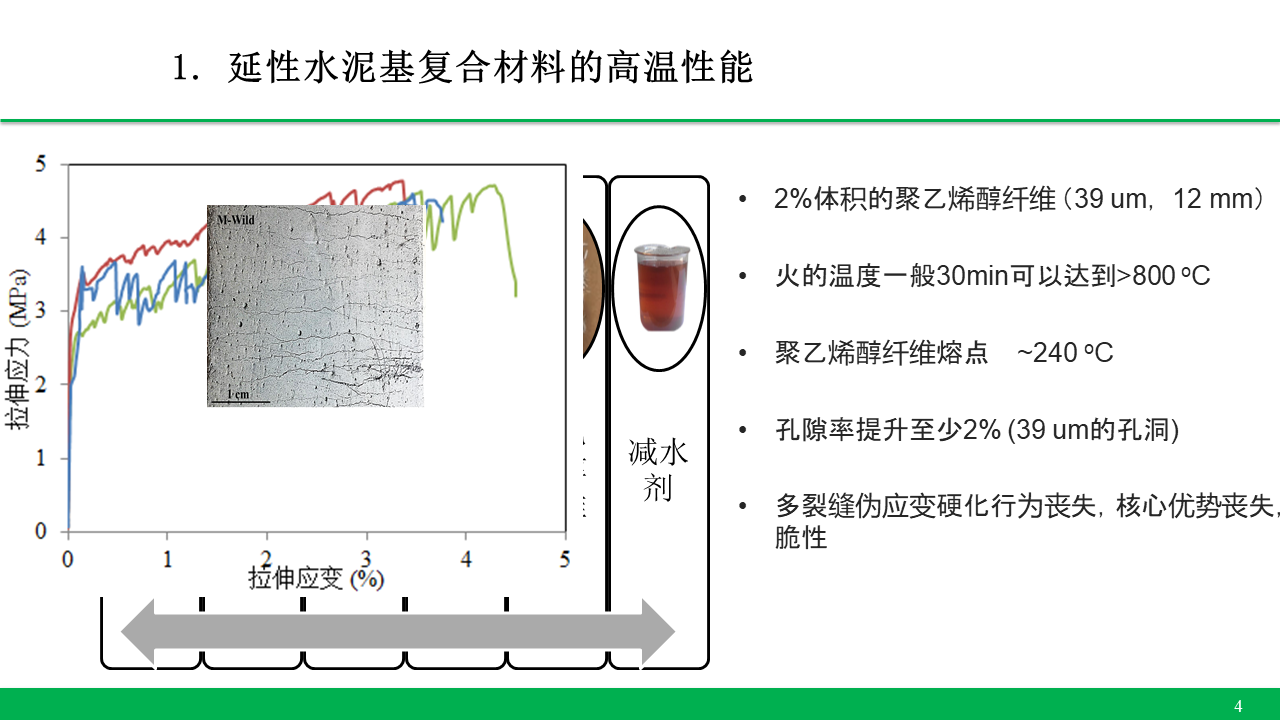 1. 延性水泥基复合材料的高温性能
5
4
3
2
1
0
拉伸应力 (MPa)
M-Wild
1 cm
0 1 2 3 4 5
拉伸应变 (%)
减水
剂
• 2%体积的聚乙烯醇纤维（39 um，12 mm）
• 火的温度一般30min可以达到>800 ºC
• 聚乙烯醇纤维熔点 ~240 ºC
• 孔隙率提升至少2% (39 um的孔洞)
• 多裂缝伪应变硬化行为丧失，核心优势丧失，
脆性
4